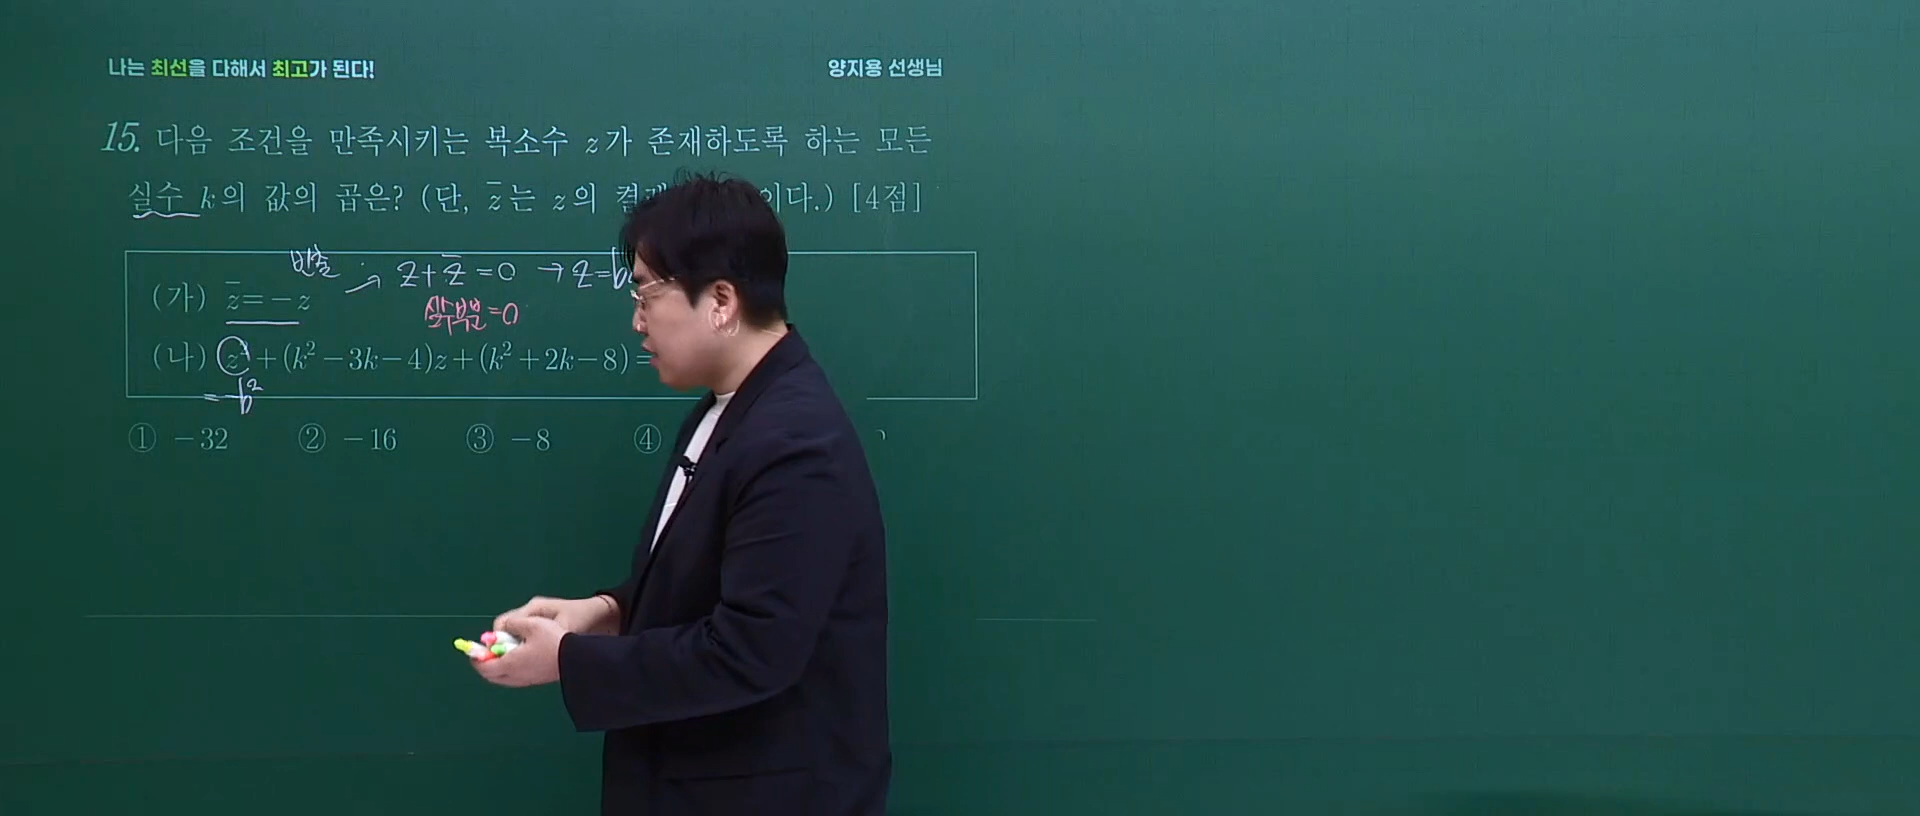 나는 최선을 다해서 최고가 된다!
양지용 선생님
15. 다음 조건을 만족시키는 복소수 z가 존재하도록 하는 모든
실수 k의 값의 곱은? (단, z̄는 z의 이다.) [4점]
z + z̄ = 0 → z = b
(가) z̄ = -z
실수부분 = 0
(나) z² + (k² - 3k - 4)z + (k² + 2k - 8) =
= -b²
① -32 ② -16 ③ -8 ④